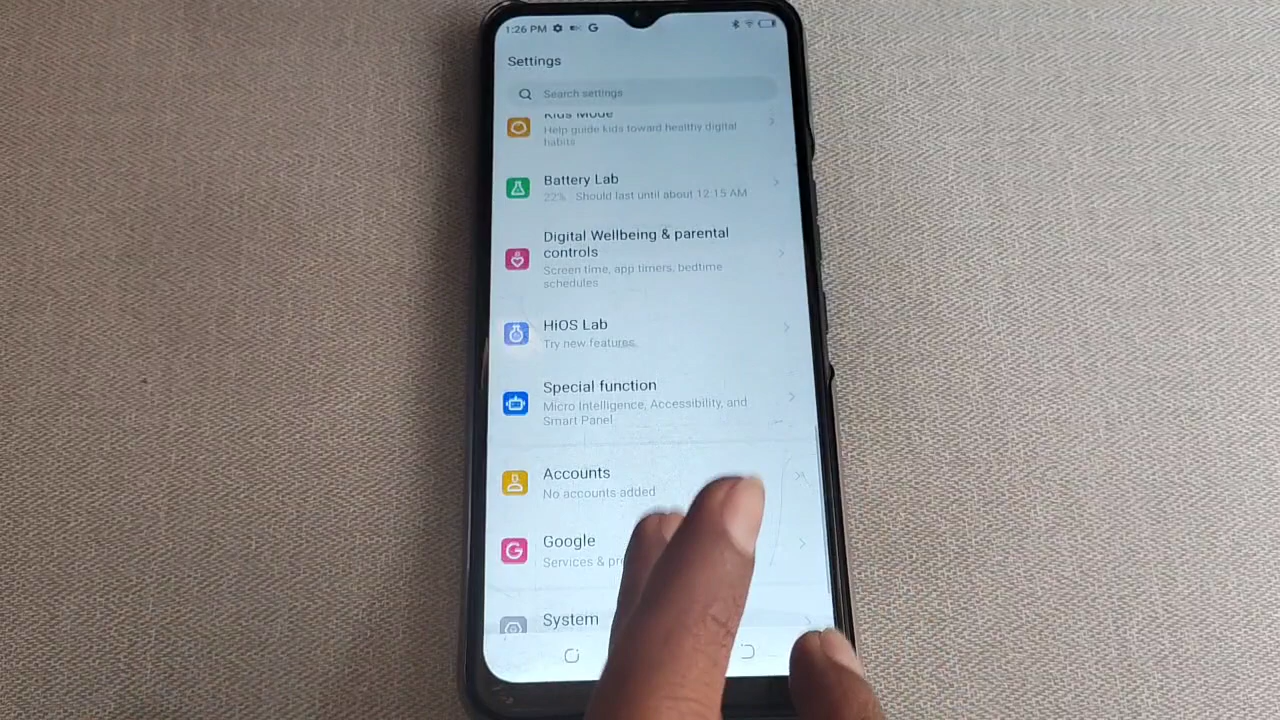 1:26 PM G
Settings
Search settings
Kids Mode
Help guide kids toward healthy digital
habits
Battery Lab
22% Should last until about 12:15 AM
Digital Wellbeing & parental
controls
Screen time, app timers, bedtime
schedules
HiOS Lab
Try new features
Special function
Micro Intelligence, Accessibility, and
Smart Panel
Accounts
No accounts added
Google
Services &
System